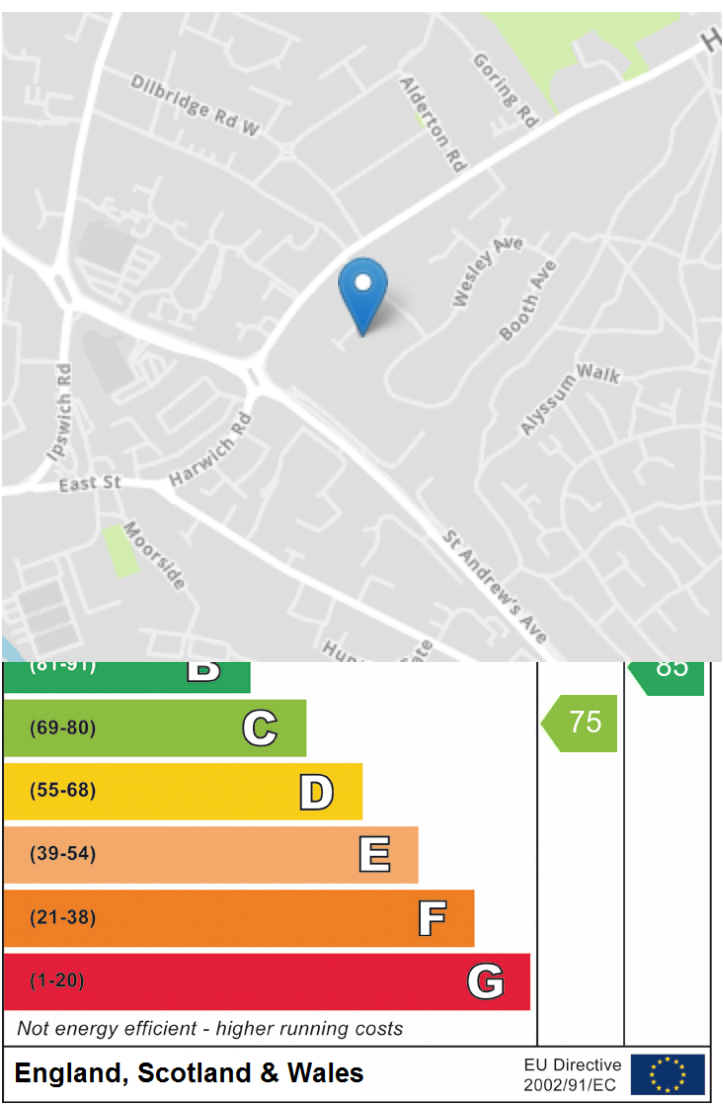 Goring Rd
Dilbridge Rd W
Alderton Rd
H
Wesley Ave
Booth Ave
Alyssum Walk
Ipswich Rd
Harwich Rd
East St
Moorside
St Andrew's Ave
(81-91) B
85
(69-80) C
75
(55-68) D
(39-54) E
(21-38) F
(1-20) G
Not energy efficient - higher running costs
England, Scotland & Wales
EU Directive
2002/91/EC